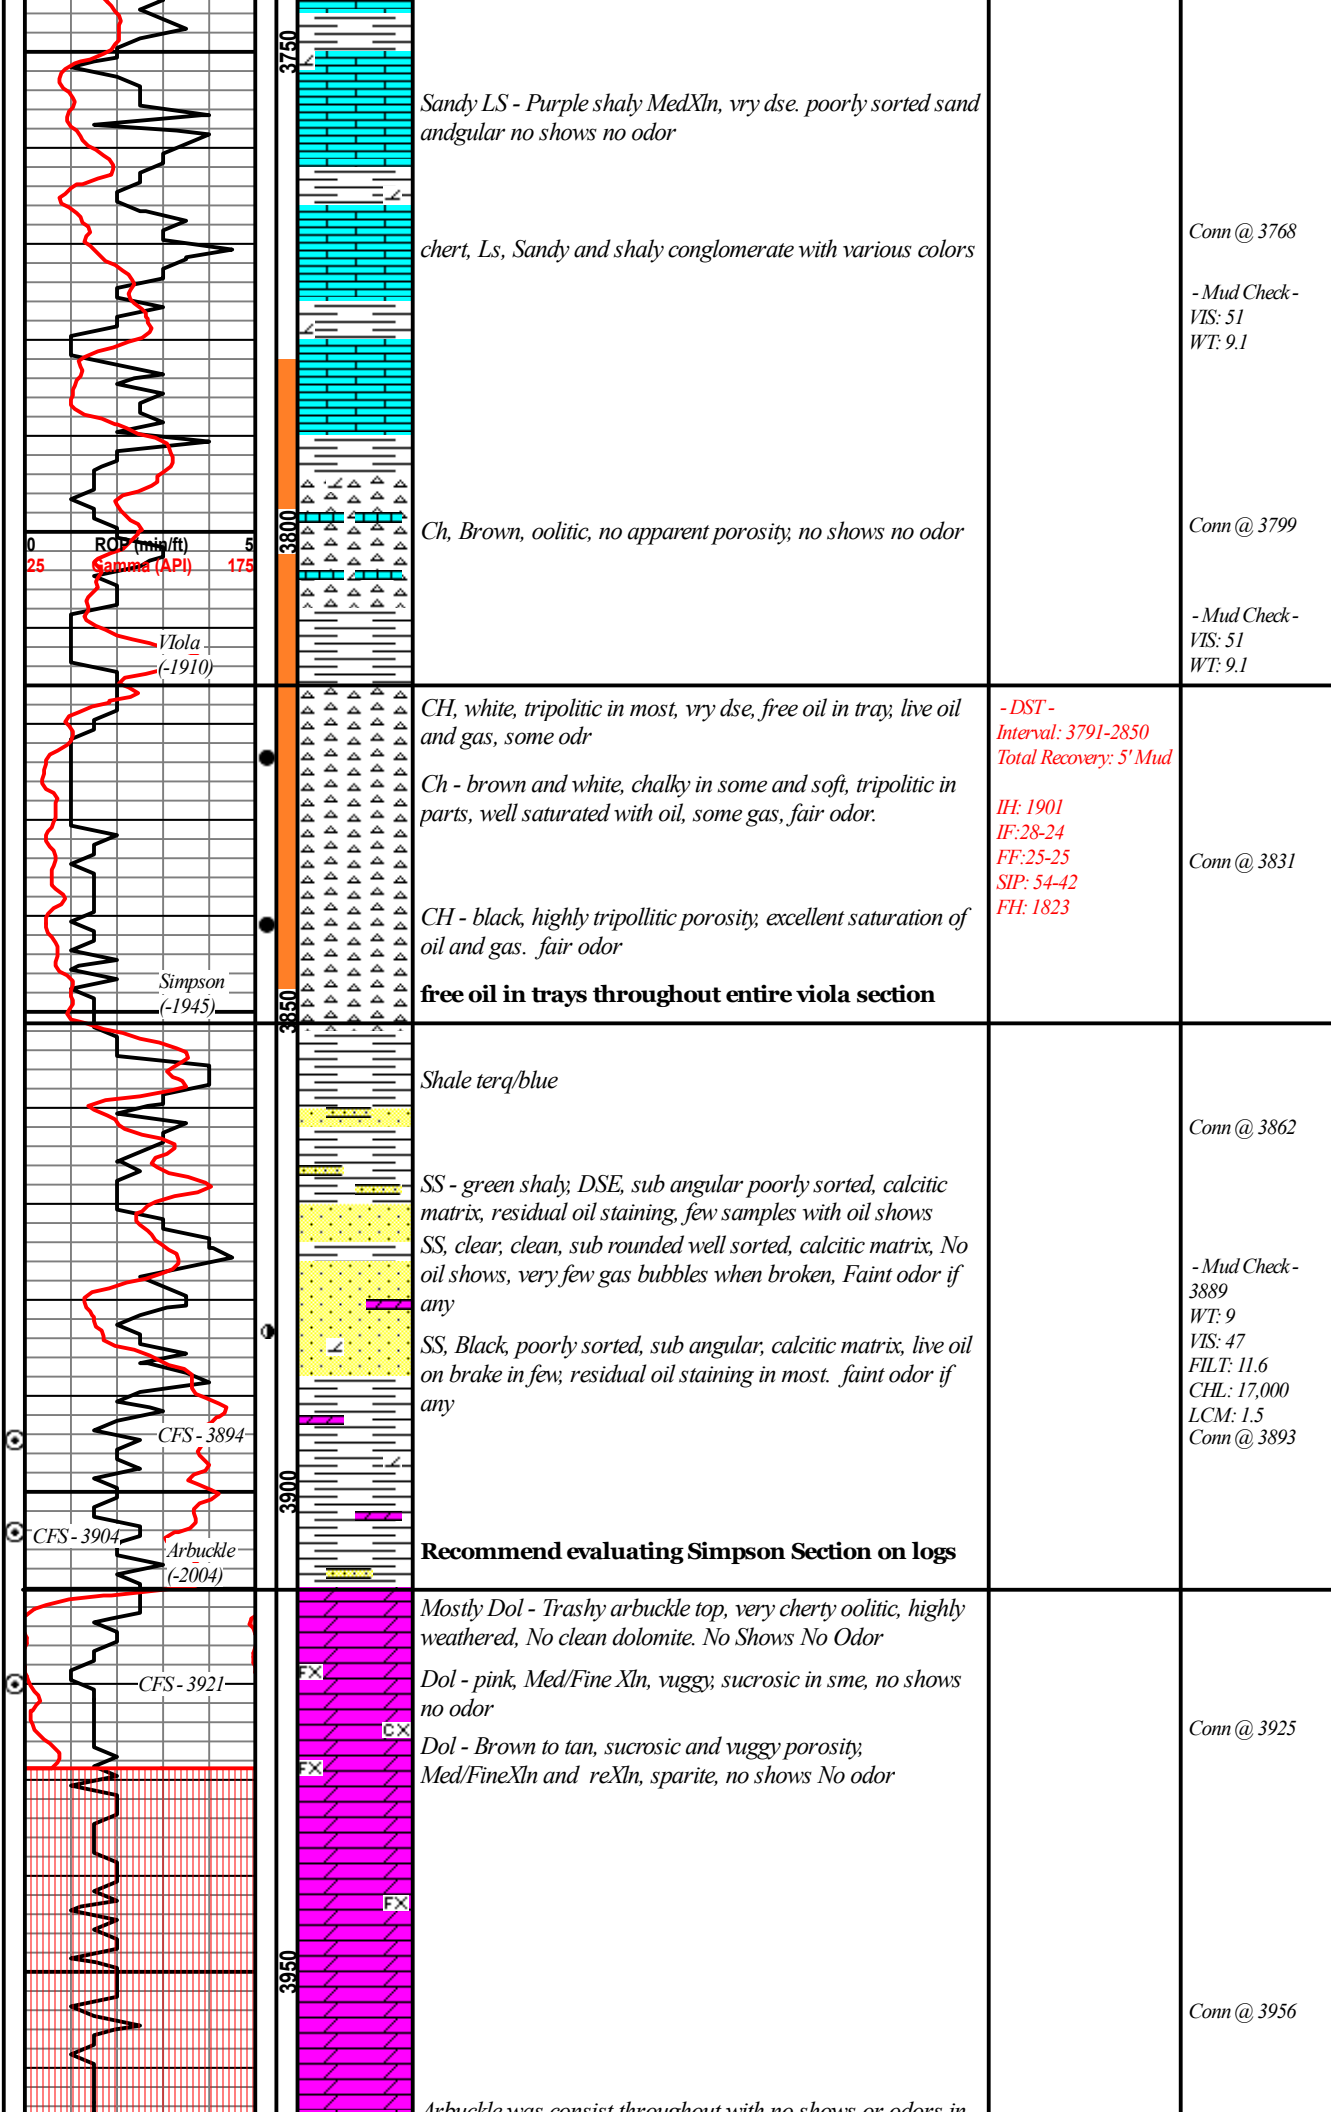 3750
Sandy LS - Purple shaly MedXln, vry dse. poorly sorted sand
andgular no shows no odor
chert, Ls, Sandy and shaly conglomerate with various colors
Conn @ 3768
- Mud Check -
VIS: 51
WT: 9.1
3800
0 ROP (min/ft) 5
25 Gamma (API) 175
Ch, Brown, oolitic, no apparent porosity, no shows no odor
Conn @ 3799
- Mud Check -
VIS: 51
WT: 9.1
VIola
(-1910)
CH, white, tripolitic in most, vry dse, free oil in tray, live oil
and gas, some odr
Ch - brown and white, chalky in some and soft, tripolitic in
parts, well saturated with oil, some gas, fair odor.
CH - black, highly tripollitic porosity, excellent saturation of
oil and gas. fair odor
free oil in trays throughout entire viola section
- DST -
Interval: 3791-2850
Total Recovery: 5' Mud
IH: 1901
IF:28-24
FF:25-25
SIP: 54-42
FH: 1823
Conn @ 3831
Simpson
(-1945)
3850
Shale terq/blue
Conn @ 3862
SS - green shaly, DSE, sub angular poorly sorted, calcitic
matrix, residual oil staining, few samples with oil shows
SS, clear, clean, sub rounded well sorted, calcitic matrix, No
oil shows, very few gas bubbles when broken, Faint odor if
any
SS, Black, poorly sorted, sub angular, calcitic matrix, live oil
on brake in few, residual oil staining in most. faint odor if
any
- Mud Check -
3889
WT: 9
VIS: 47
FILT: 11.6
CHL: 17,000
LCM: 1.5
Conn @ 3893
CFS - 3894
3900
CFS - 3904
Arbuckle
(-2004)
Recommend evaluating Simpson Section on logs
Mostly Dol - Trashy arbuckle top, very cherty oolitic, highly
weathered, No clean dolomite. No Shows No Odor
FX
CFS - 3921
Dol - pink, Med/Fine Xln, vuggy, sucrosic in sme, no shows
no odor
CX
Conn @ 3925
Dol - Brown to tan, sucrosic and vuggy porosity,
Med/FineXln and reXln, sparite, no shows No odor
FX
FX
3950
Conn @ 3956
Arbuckle was consist throughout with no shows or odors in